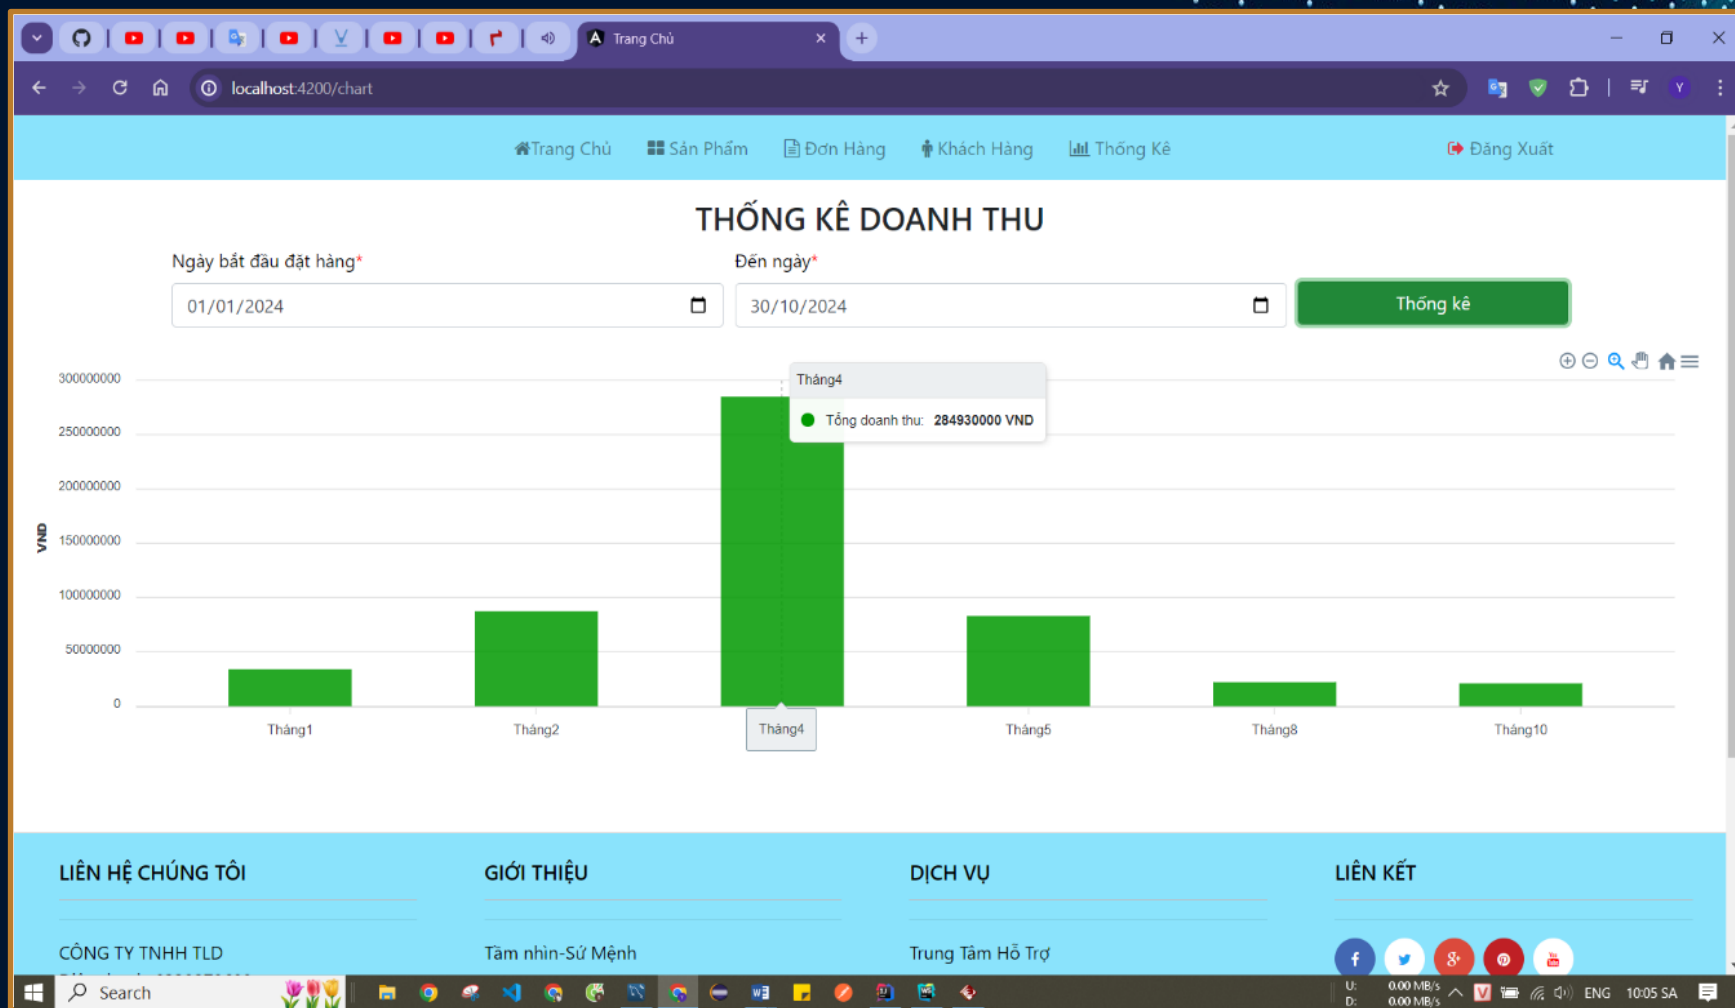 Trang Chủ
localhost:4200/chart
Y
Trang Chủ Sản Phẩm Đơn Hàng Khách Hàng Thống Kê Đăng Xuất
THỐNG KÊ DOANH THU
Ngày bắt đầu đặt hàng* Đến ngày*
01/01/2024 30/10/2024 Thống kê
Tháng4
Tổng doanh thu: 284930000 VND
300000000
250000000
200000000
150000000
100000000
50000000
0
VND
Tháng1 Tháng2 Tháng4 Tháng5 Tháng8 Tháng10
LIÊN HỆ CHÚNG TÔI GIỚI THIỆU DỊCH VỤ LIÊN KẾT
CÔNG TY TNHH TLD Tầm nhìn-Sứ Mệnh Trung Tâm Hỗ Trợ
Search
U: 0.00 MB/s
D: 0.00 MB/s
ENG 10:05 SA